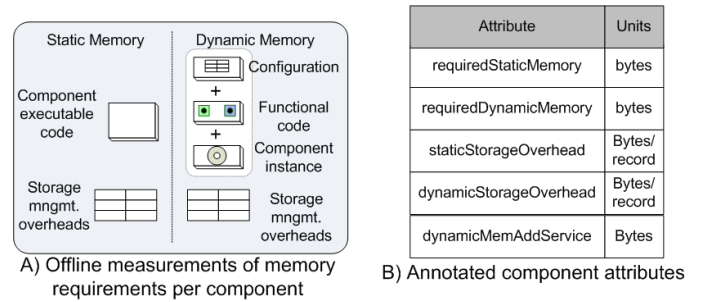 Static Memory
Dynamic Memory
Component
executable
code
Storage
mngmt.
overheads
Configuration
+
Functional
code
+
Component
instance
Storage
mngmt.
overheads
A) Offline measurements of memory
requirements per component
Attribute Units
requiredStaticMemory bytes
requiredDynamicMemory bytes
staticStorageOverhead Bytes/
record
dynamicStorageOverhead Bytes/
record
dynamicMemAddService Bytes
B) Annotated component attributes